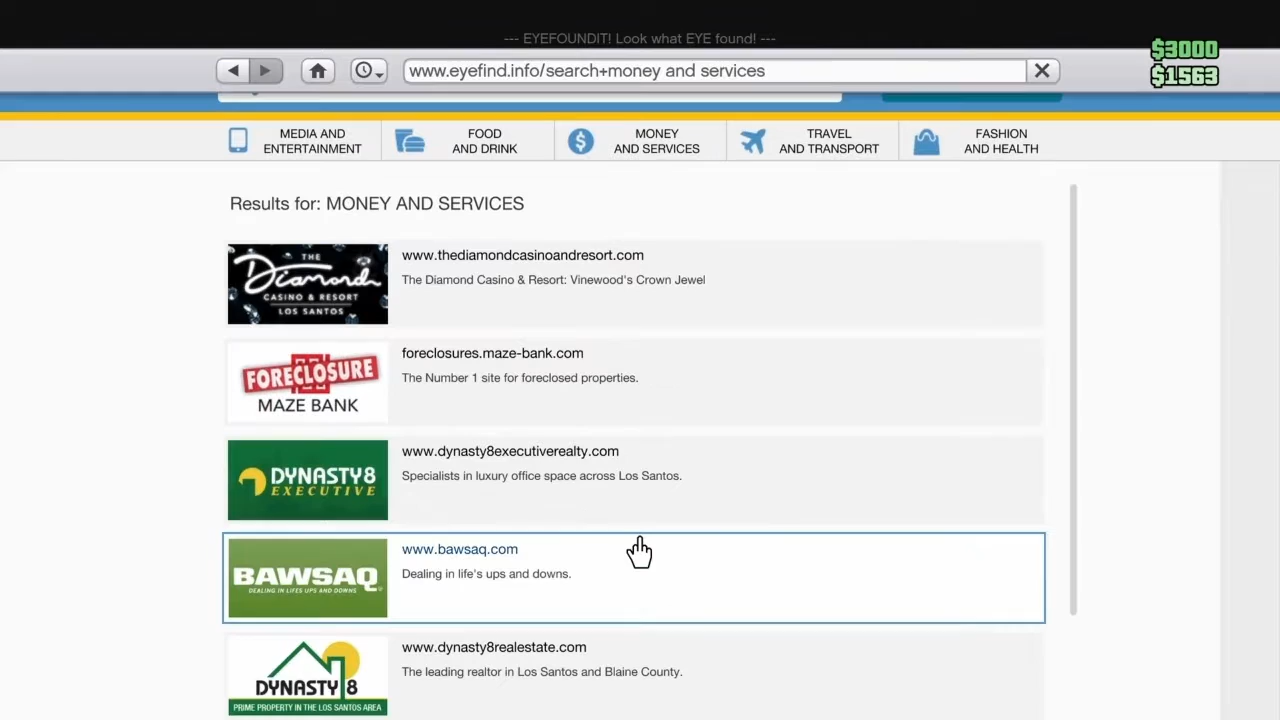 --- EYEFOUNDIT! Look what EYE found! ---
$3000
www.eyefind.info/search+money and services
$1563
MEDIA AND
ENTERTAINMENT
FOOD
AND DRINK
$
MONEY
AND SERVICES
TRAVEL
AND TRANSPORT
FASHION
AND HEALTH
Results for: MONEY AND SERVICES
THE
Diamond
CASINO & RESORT
LOS SANTOS
www.thediamondcasinoandresort.com
The Diamond Casino & Resort: Vinewood's Crown Jewel
FORECLOSURE
MAZE BANK
foreclosures.maze-bank.com
The Number 1 site for foreclosed properties.
DYNASTY8
EXECUTIVE
www.dynasty8executiverealty.com
Specialists in luxury office space across Los Santos.
BAWSAQ
DEALING IN LIFES UPS AND DOWNS
www.bawsaq.com
Dealing in life's ups and downs.
DYNASTY 8
PRIME PROPERTY IN THE LOS SANTOS AREA
www.dynasty8realestate.com
The leading realtor in Los Santos and Blaine County.